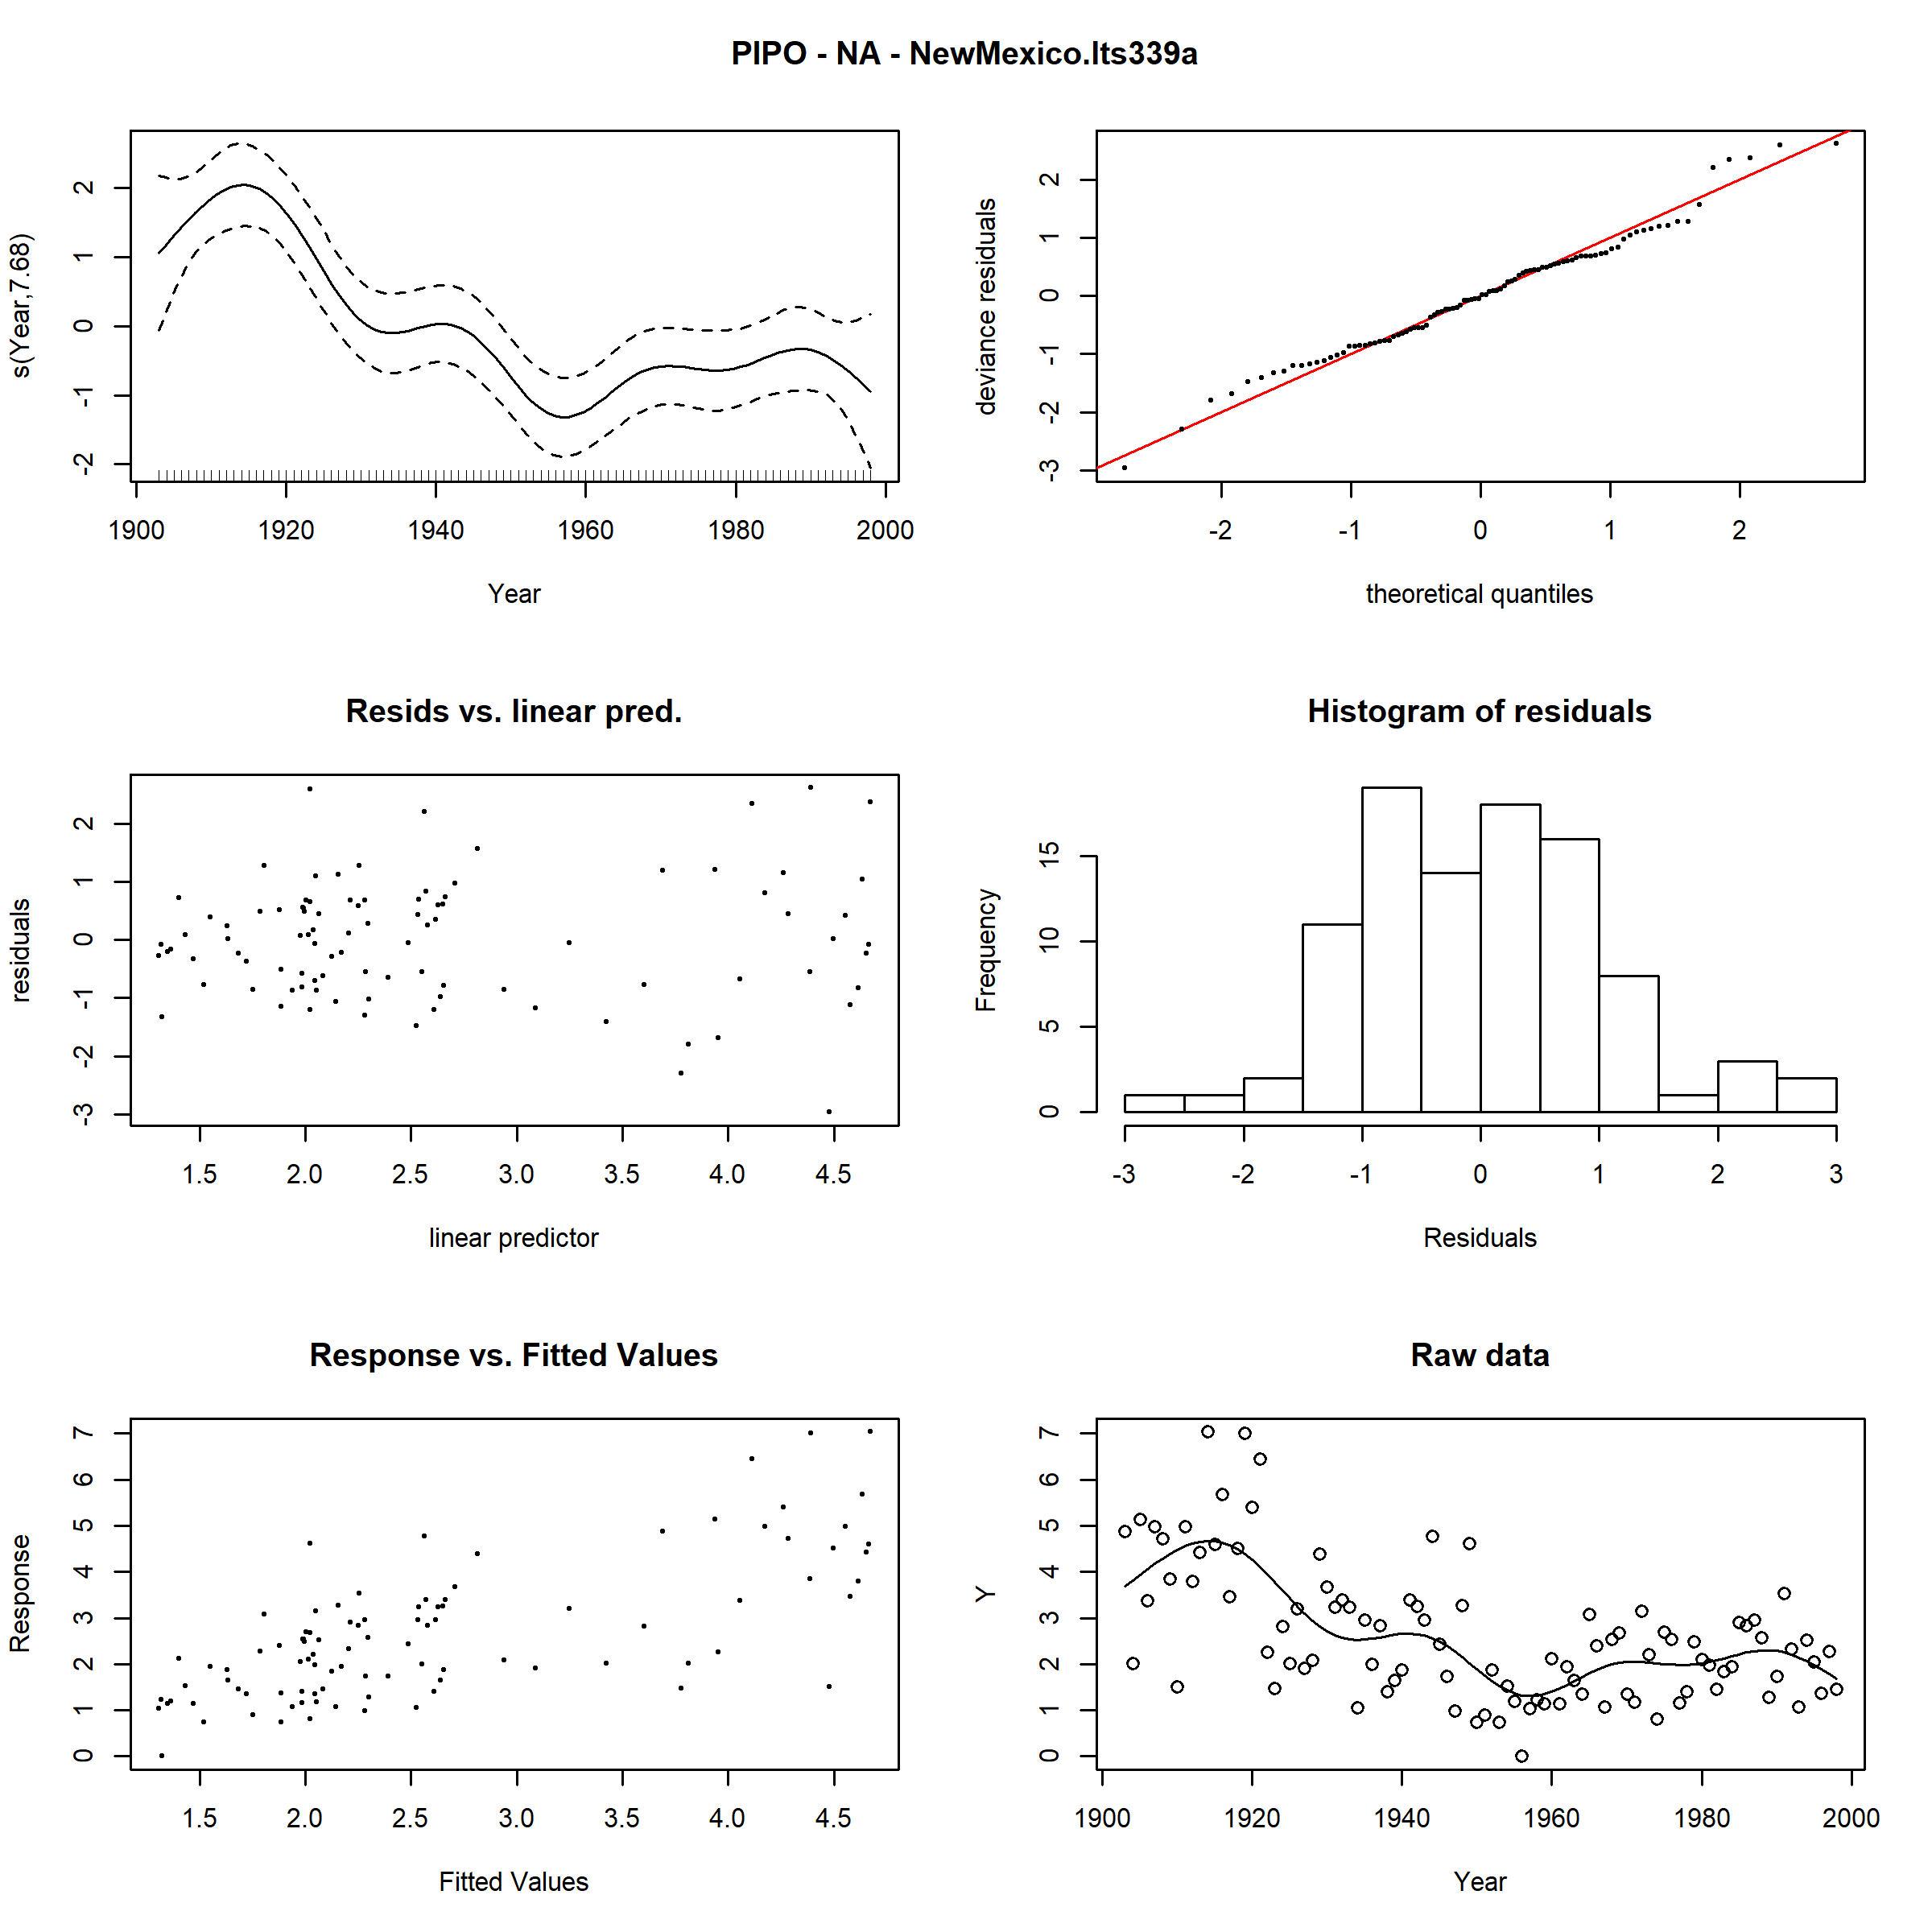 PIPO - NA - NewMexico.lts339a
s(Year,7.68)
2
1
0
-1
-2
1900 1920 1940 1960 1980 2000
Year
deviance residuals
2
1
0
-1
-2
-3
-2 -1 0 1 2
theoretical quantiles
Resids vs. linear pred.
residuals
2
1
0
-1
-2
-3
1.5 2.0 2.5 3.0 3.5 4.0 4.5
linear predictor
Histogram of residuals
Frequency
15
10
5
0
-3 -2 -1 0 1 2 3
Residuals
Response vs. Fitted Values
Response
7
6
5
4
3
2
1
0
1.5 2.0 2.5 3.0 3.5 4.0 4.5
Fitted Values
Raw data
Y
7
6
5
4
3
2
1
0
1900 1920 1940 1960 1980 2000
Year